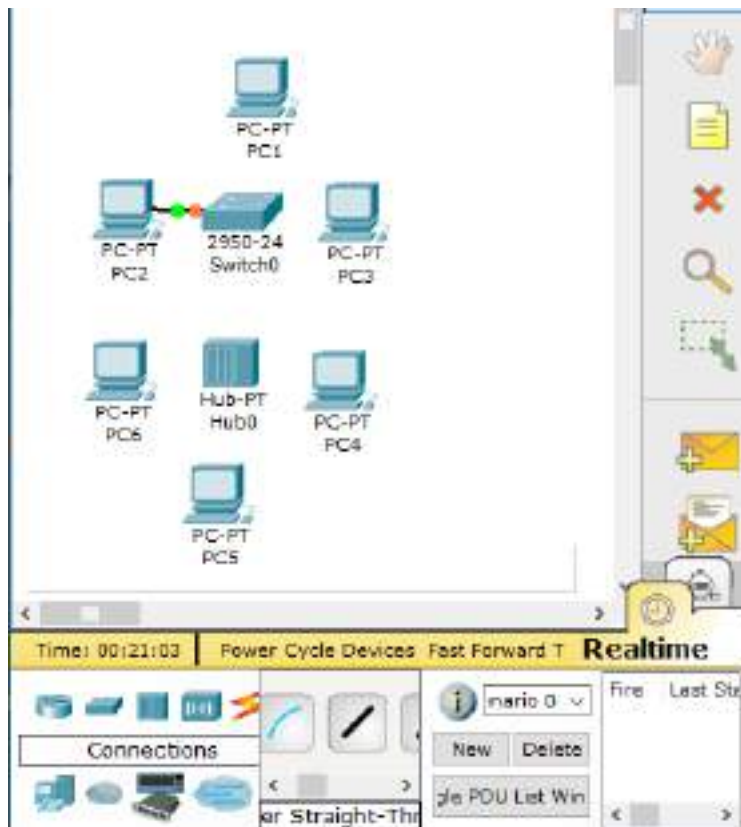 PC-PT
PC1
PC-PT
PC2
2950-24
Switch0
PC-PT
PC3
PC-PT
PC6
Hub-PT
Hub0
PC-PT
PC4
PC-PT
PC5
Time: 00:21:03 Power Cycle Devices Fast Forward T Realtime
Connections
er Straight-Thr
nario 0
New Delete
gle PDU List Win
Fire Last Sta